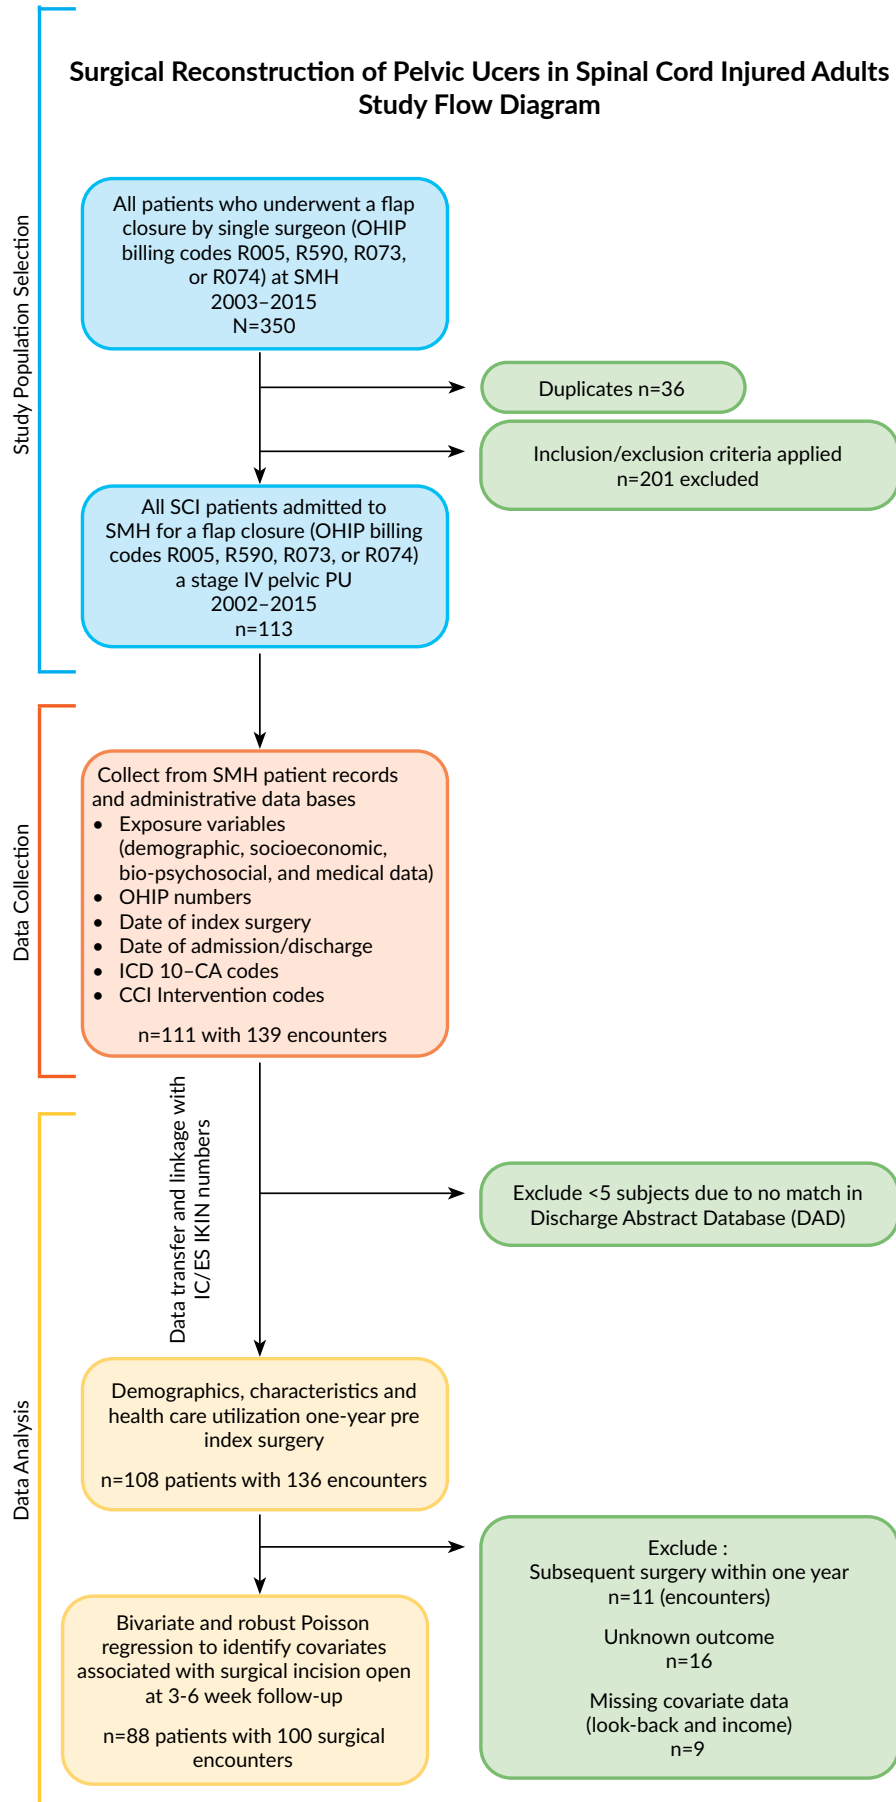 Surgical Reconstruction of Pelvic Ucers in Spinal Cord Injured Adults
Study Flow Diagram
Study Population Selection
All patients who underwent a flap
closure by single surgeon (OHIP
billing codes R005, R590, R073,
or R074) at SMH
2003–2015
N=350
Duplicates n=36
Inclusion/exclusion criteria applied
n=201 excluded
All SCI patients admitted to
SMH for a flap closure (OHIP billing
codes R005, R590, R073, or R074)
a stage IV pelvic PU
2002–2015
n=113
Data Collection
Collect from SMH patient records
and administrative data bases
• Exposure variables
(demographic, socioeconomic,
bio-psychosocial, and medical data)
• OHIP numbers
• Date of index surgery
• Date of admission/discharge
• ICD 10–CA codes
• CCI Intervention codes
n=111 with 139 encounters
Data transfer and linkage with
IC/ES IKIN numbers
Exclude <5 subjects due to no match in
Discharge Abstract Database (DAD)
Data Analysis
Demographics, characteristics and
health care utilization one-year pre
index surgery
n=108 patients with 136 encounters
Exclude :
Subsequent surgery within one year
n=11 (encounters)
Unknown outcome
n=16
Missing covariate data
(look-back and income)
n=9
Bivariate and robust Poisson
regression to identify covariates
associated with surgical incision open
at 3-6 week follow-up
n=88 patients with 100 surgical
encounters